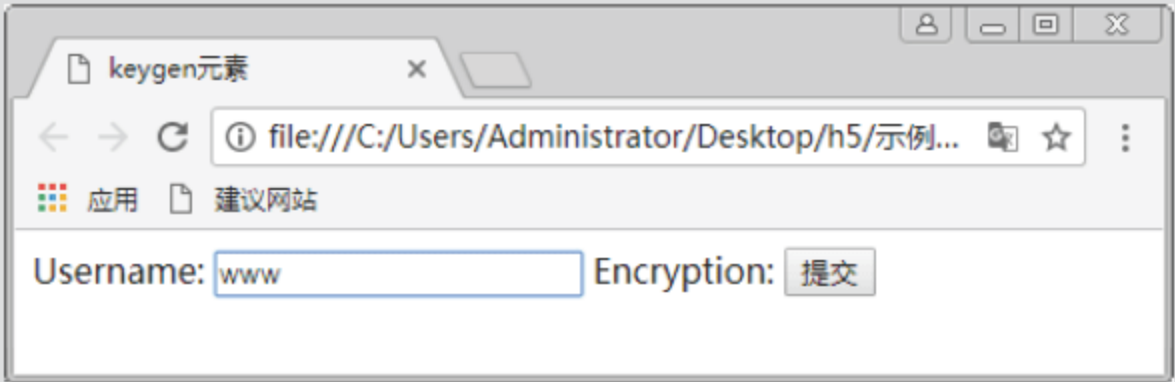 keygen元素
file:///C:/Users/Administrator/Desktop/h5/示例...
应用 建议网站
Username: www Encryption: 提交